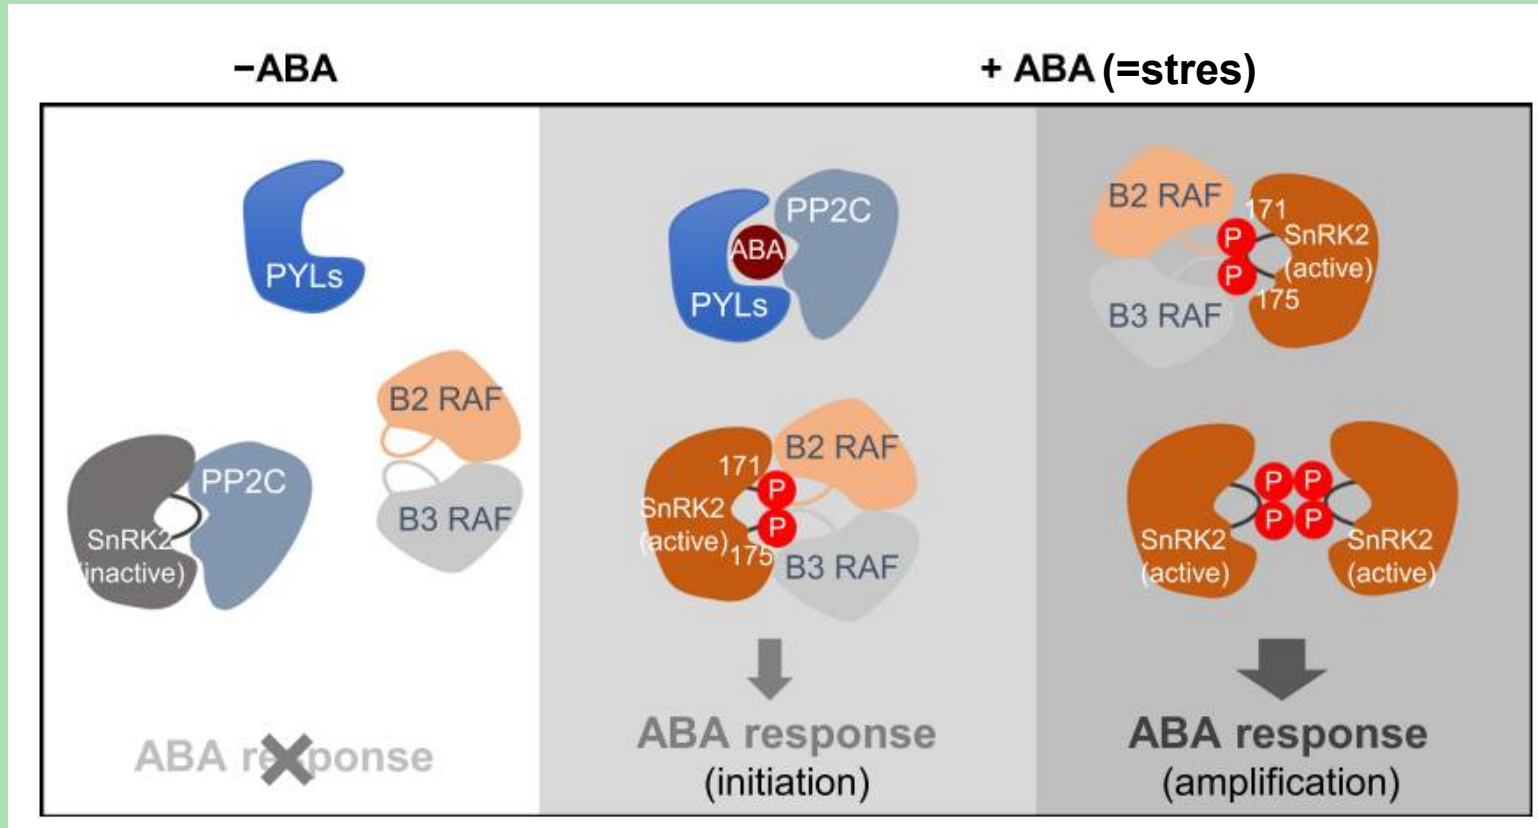 −ABA
+ ABA (=stres)
PYLs
B2 RAF
B3 RAF
PP2C
SnRK2
(inactive)
ABA response
PP2C
ABA
PYLs
B2 RAF
171
P
SnRK2
(active)
P
175
B3 RAF
ABA response
(initiation)
B2 RAF
171
P
SnRK2
(active)
P
175
B3 RAF
P P
P P
SnRK2
(active)
SnRK2
(active)
ABA response
(amplification)